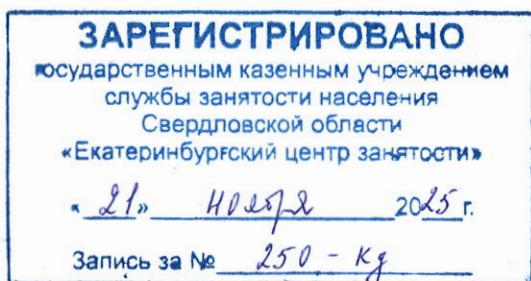 ЗАРЕГИСТРИРОВАНО
государственным казенным учреждением
службы занятости населения
Свердловской области
«Екатеринбургский центр занятости»
«21» ноября 2025 г.
Запись за № 250 - кд